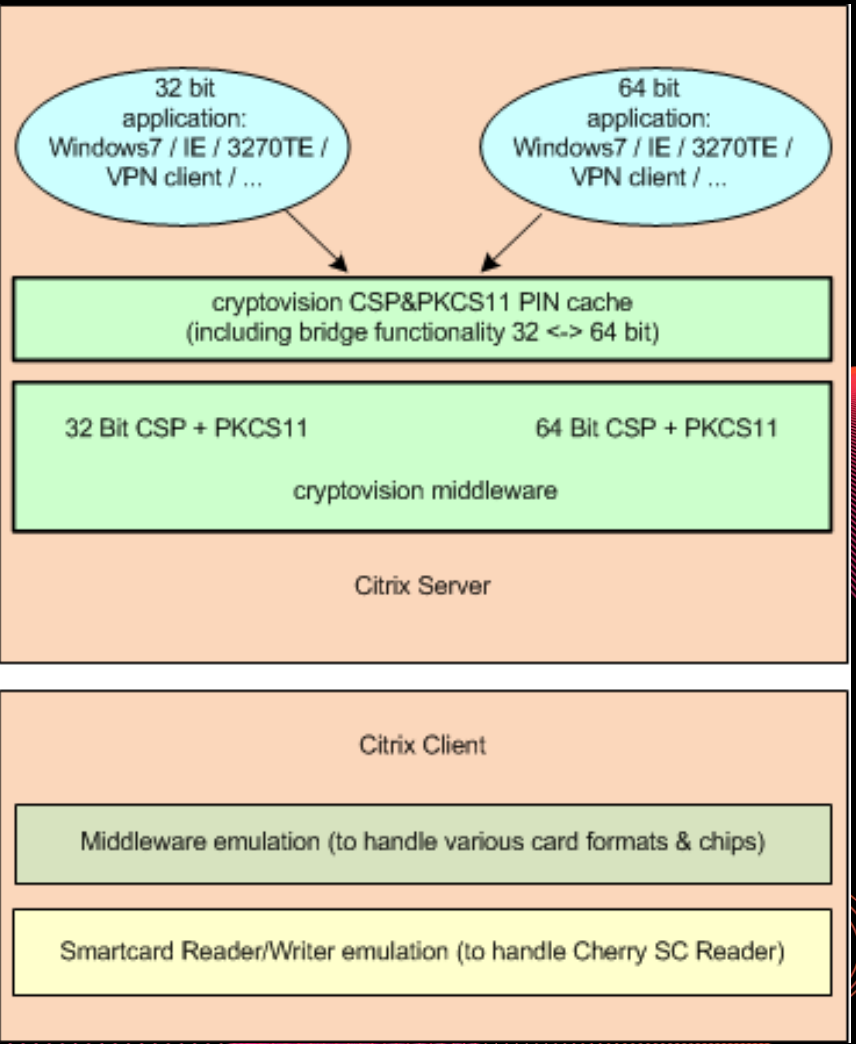 32 bit
application:
Windows7 / IE / 3270TE /
VPN client / ...
64 bit
application:
Windows7 / IE / 3270TE /
VPN client / ...
cryptovision CSP&PKCS11 PIN cache
(including bridge functionality 32 <-> 64 bit)
32 Bit CSP + PKCS11
64 Bit CSP + PKCS11
cryptovision middleware
Citrix Server
Citrix Client
Middleware emulation (to handle various card formats & chips)
Smartcard Reader/Writer emulation (to handle Cherry SC Reader)